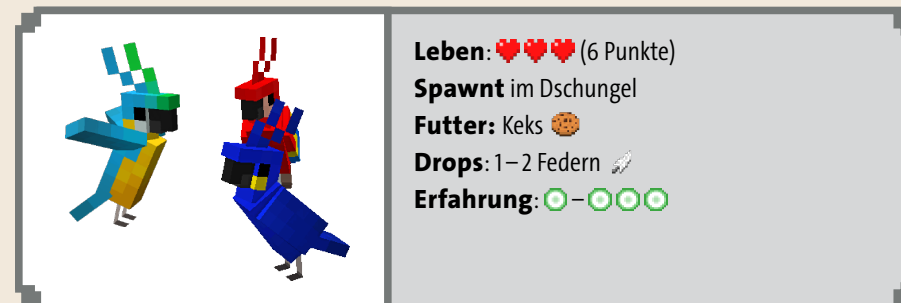 Leben: (6 Punkte)
Spawnt im Dschungel
Futter: Keks
Drops: 1–2 Federn
Erfahrung: –